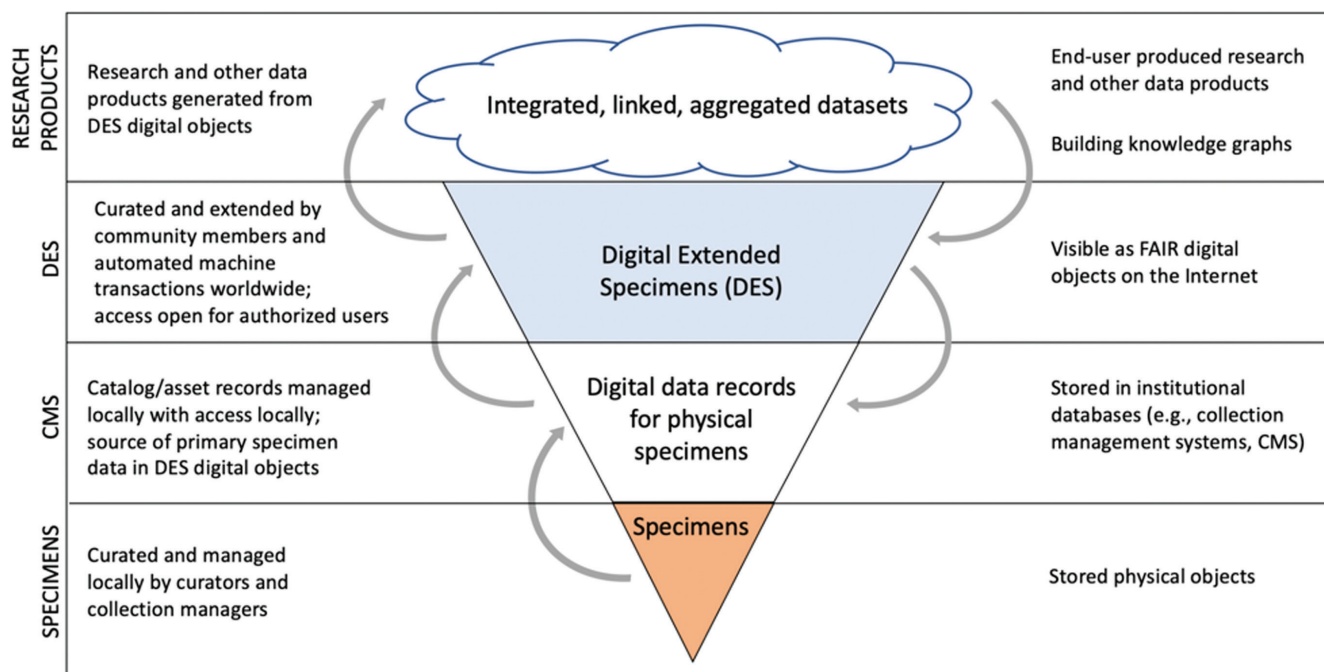 RESEARCH
PRODUCTS
Research and other data
products generated from
DES digital objects
Integrated, linked, aggregated datasets
End-user produced research
and other data products
Building knowledge graphs
DES
Curated and extended by
community members and
automated machine
transactions worldwide;
access open for authorized users
Digital Extended
Specimens (DES)
Visible as FAIR digital
objects on the Internet
CMS
Catalog/asset records managed
locally with access locally;
source of primary specimen
data in DES digital objects
Digital data records
for physical
specimens
Stored in institutional
databases (e.g., collection
management systems, CMS)
SPECIMENS
Curated and managed
locally by curators and
collection managers
Specimens
Stored physical objects